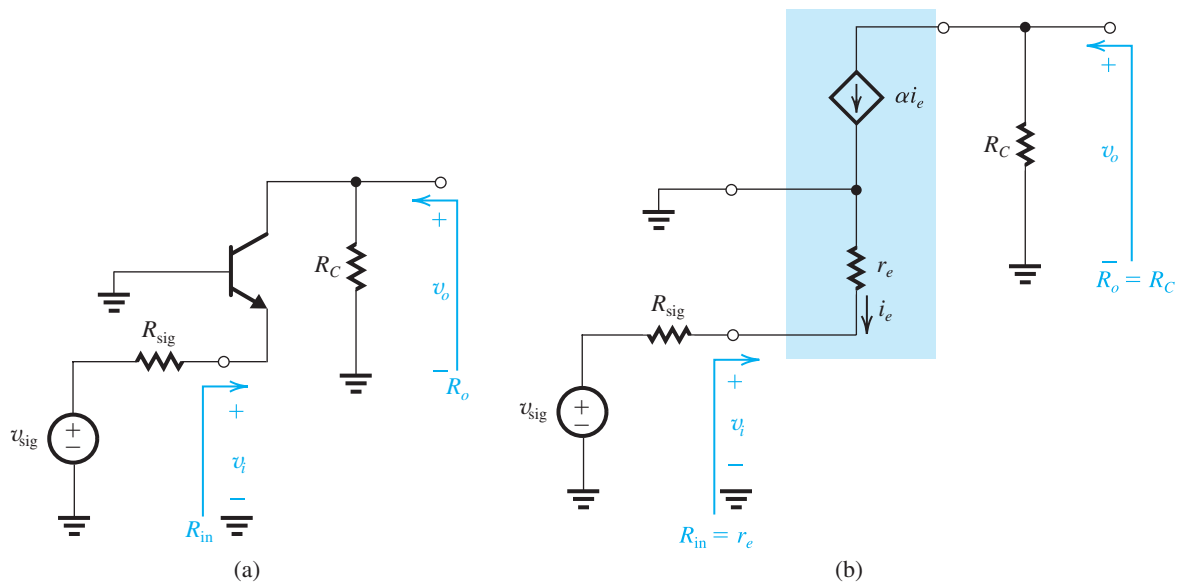 αi_e
R_C
+
v_o
−
R_o = R_C
r_e
i_e
R_sig
+
−
v_sig
+
v_i
−
R_in = r_e
(b)
R_C
+
v_o
−
R_o
R_sig
+
−
v_sig
+
v_i
−
R_in
(a)